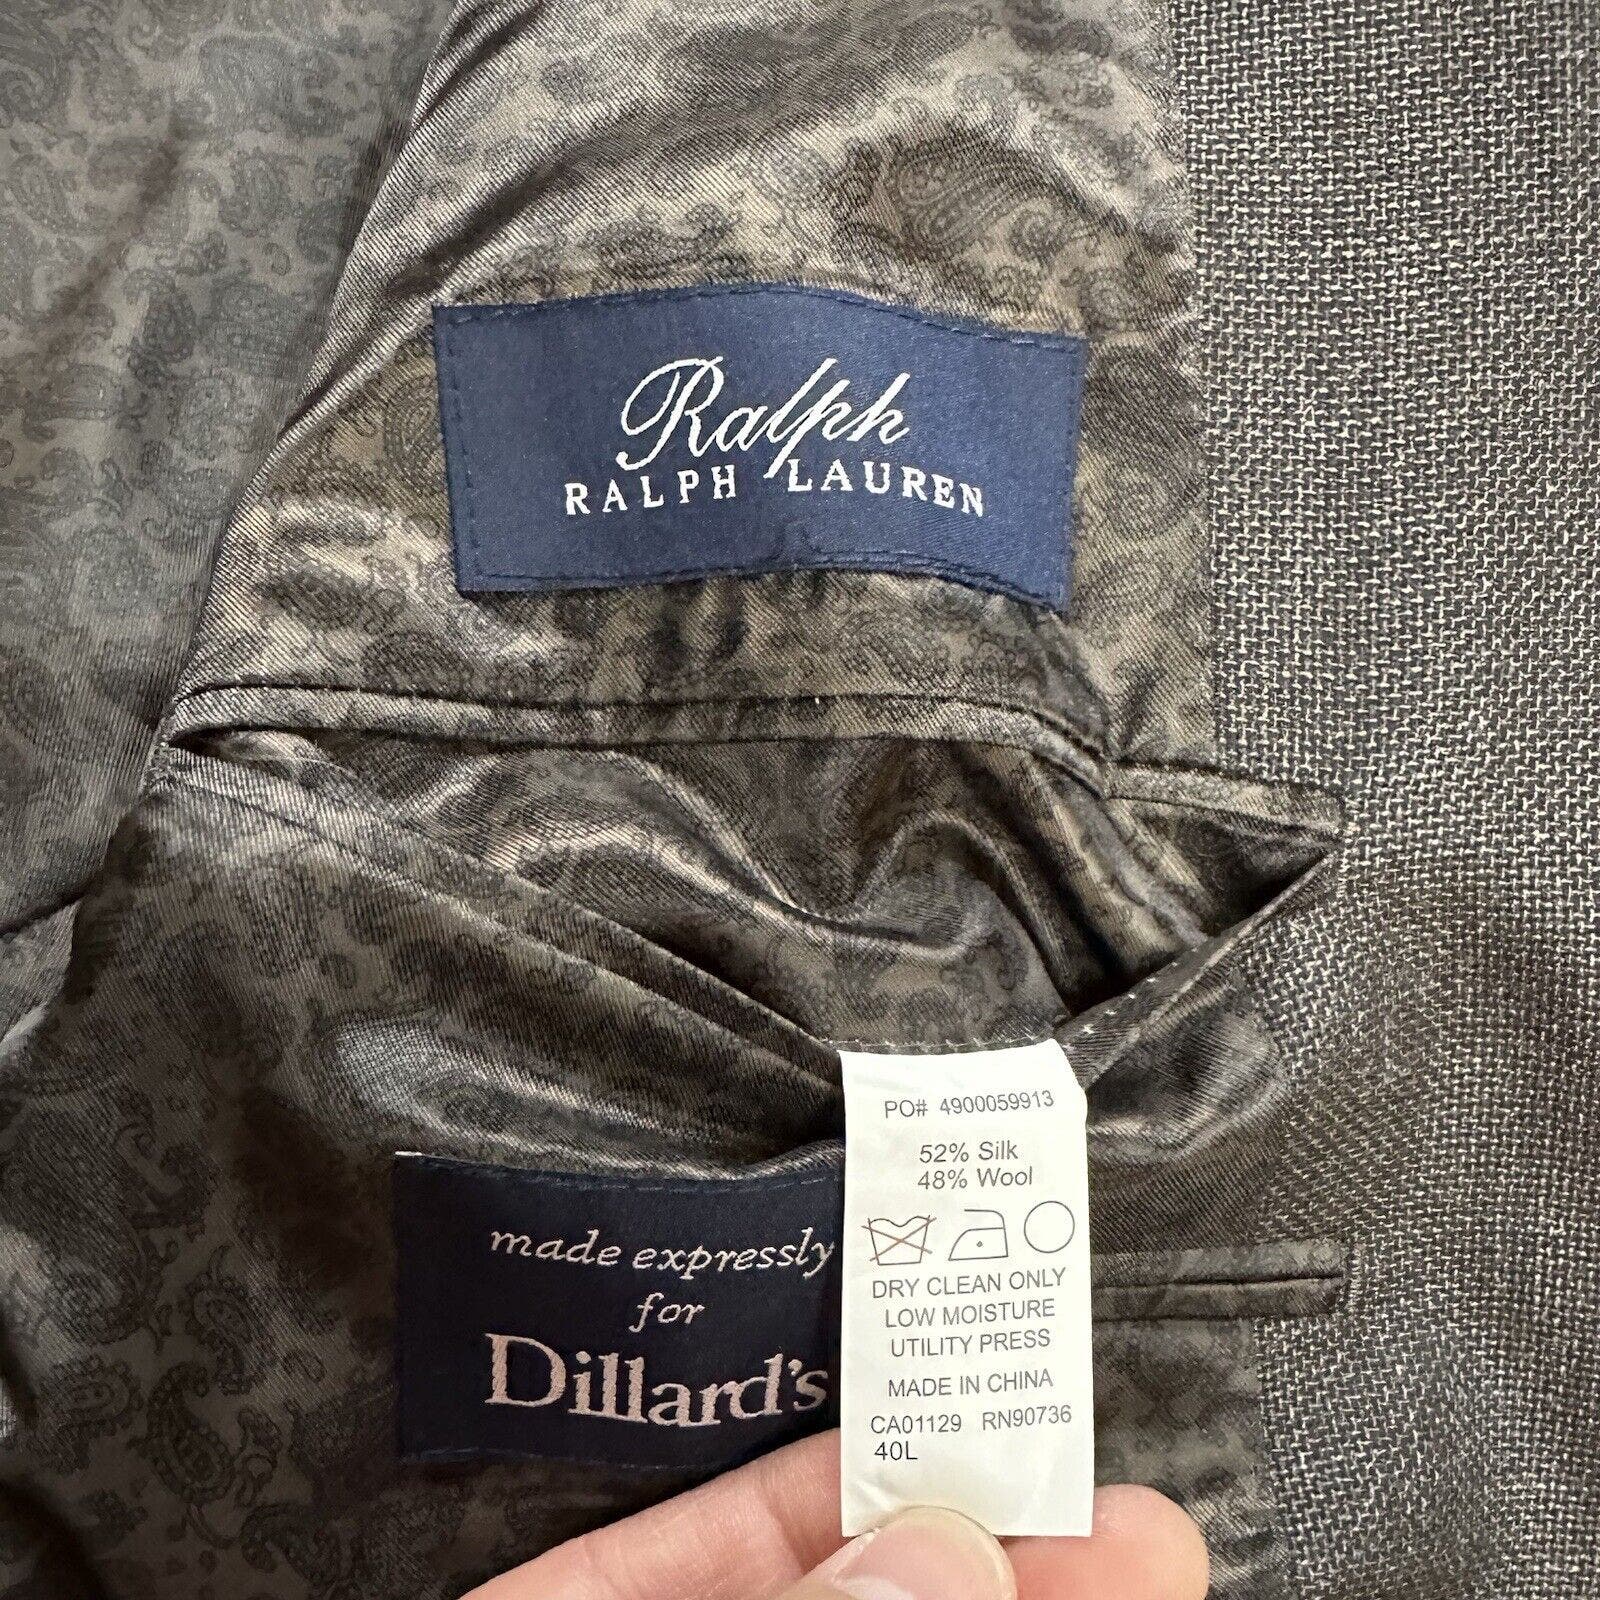 Ralph
RALPH LAUREN
PO# 4900059913
52% Silk
48% Wool
DRY CLEAN ONLY
LOW MOISTURE
UTILITY PRESS
MADE IN CHINA
CA01129 RN90736
40L
made expressly
for
Dillard's